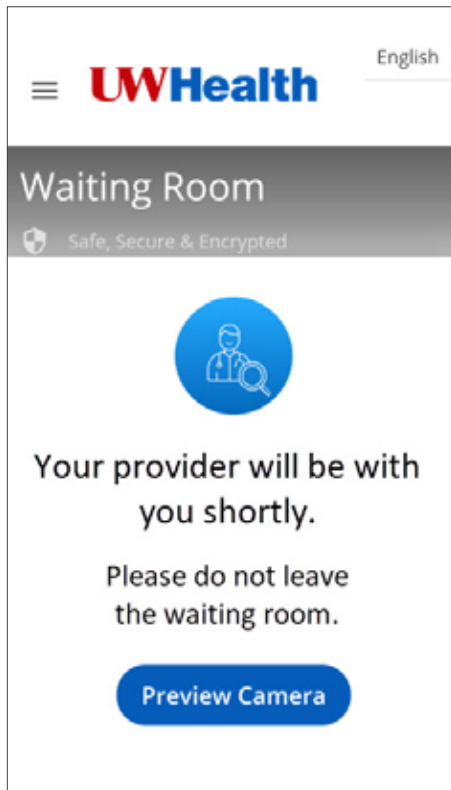 English
UWHealth
Waiting Room
Safe, Secure & Encrypted
Your provider will be with
you shortly.
Please do not leave
the waiting room.
Preview Camera